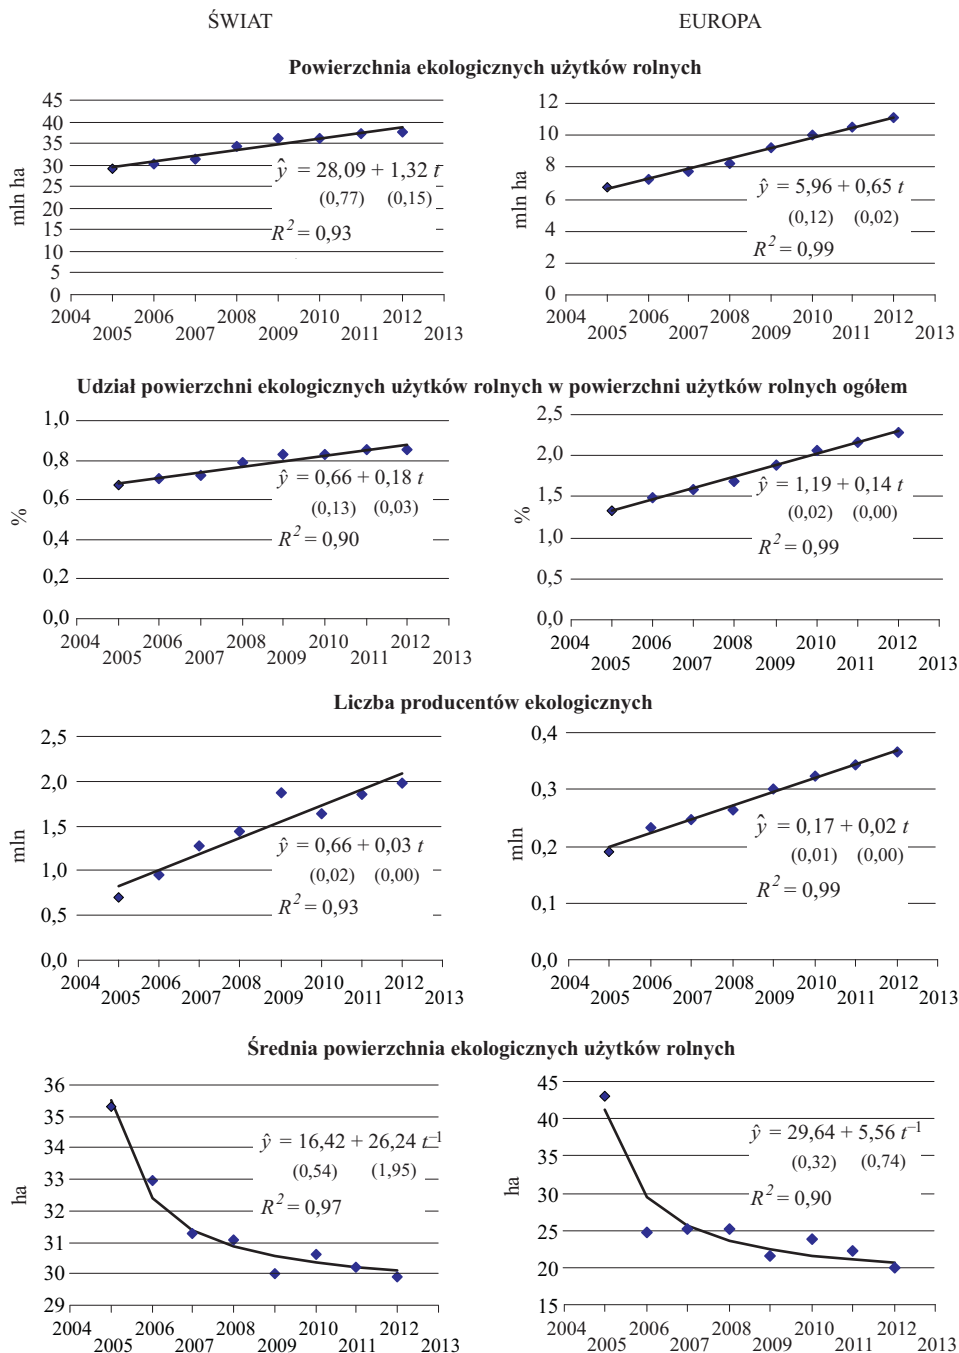 ŚWIAT
EUROPA
Powierzchnia ekologicznych użytków rolnych
45
40
35
30
25
20
15
10
5
0
mln ha
ŷ = 28,09 + 1,32 t
(0,77) (0,15)
R² = 0,93
2004 2006 2008 2010 2012
2005 2007 2009 2011 2013
12
10
8
6
4
2
0
mln ha
ŷ = 5,96 + 0,65 t
(0,12) (0,02)
R² = 0,99
2004 2006 2008 2010 2012
2005 2007 2009 2011 2013
Udział powierzchni ekologicznych użytków rolnych w powierzchni użytków rolnych ogółem
1,0
0,8
0,6
0,4
0,2
0,0
%
ŷ = 0,66 + 0,18 t
(0,13) (0,03)
R² = 0,90
2004 2006 2008 2010 2012
2005 2007 2009 2011 2013
2,5
2,0
1,5
1,0
0,5
0,0
%
ŷ = 1,19 + 0,14 t
(0,02) (0,00)
R² = 0,99
2004 2006 2008 2010 2012
2005 2007 2009 2011 2013
Liczba producentów ekologicznych
2,5
2,0
1,5
1,0
0,5
0,0
mln
ŷ = 0,66 + 0,03 t
(0,02) (0,00)
R² = 0,93
2004 2006 2008 2010 2012
2005 2007 2009 2011 2013
0,4
0,3
0,2
0,1
0,0
mln
ŷ = 0,17 + 0,02 t
(0,01) (0,00)
R² = 0,99
2004 2006 2008 2010 2012
2005 2007 2009 2011 2013
Średnia powierzchnia ekologicznych użytków rolnych
36
35
34
33
32
31
30
29
ha
ŷ = 16,42 + 26,24 t⁻¹
(0,54) (1,95)
R² = 0,97
2004 2006 2008 2010 2012
2005 2007 2009 2011 2013
45
40
35
30
25
20
15
ha
ŷ = 29,64 + 5,56 t⁻¹
(0,32) (0,74)
R² = 0,90
2004 2006 2008 2010 2012
2005 2007 2009 2011 2013